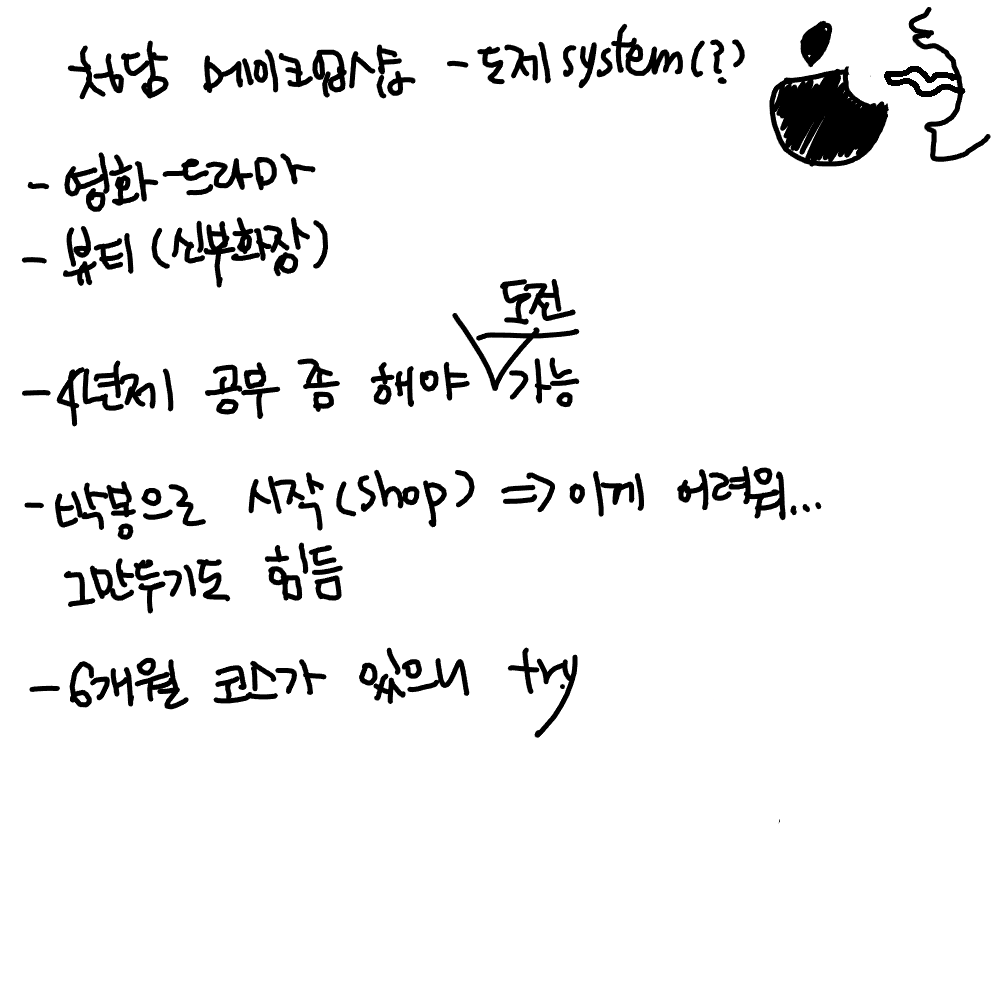 청담 메이크업샵 - 도제 system(?)
- 영화-드라마
- 뷰티 (신부화장)
도전
- 4년제 공부 좀 해야 가능
- 박봉으로 시작(shop) => 이게 어려워...
그만두기도 힘듬
- 6개월 코스가 있으니 try